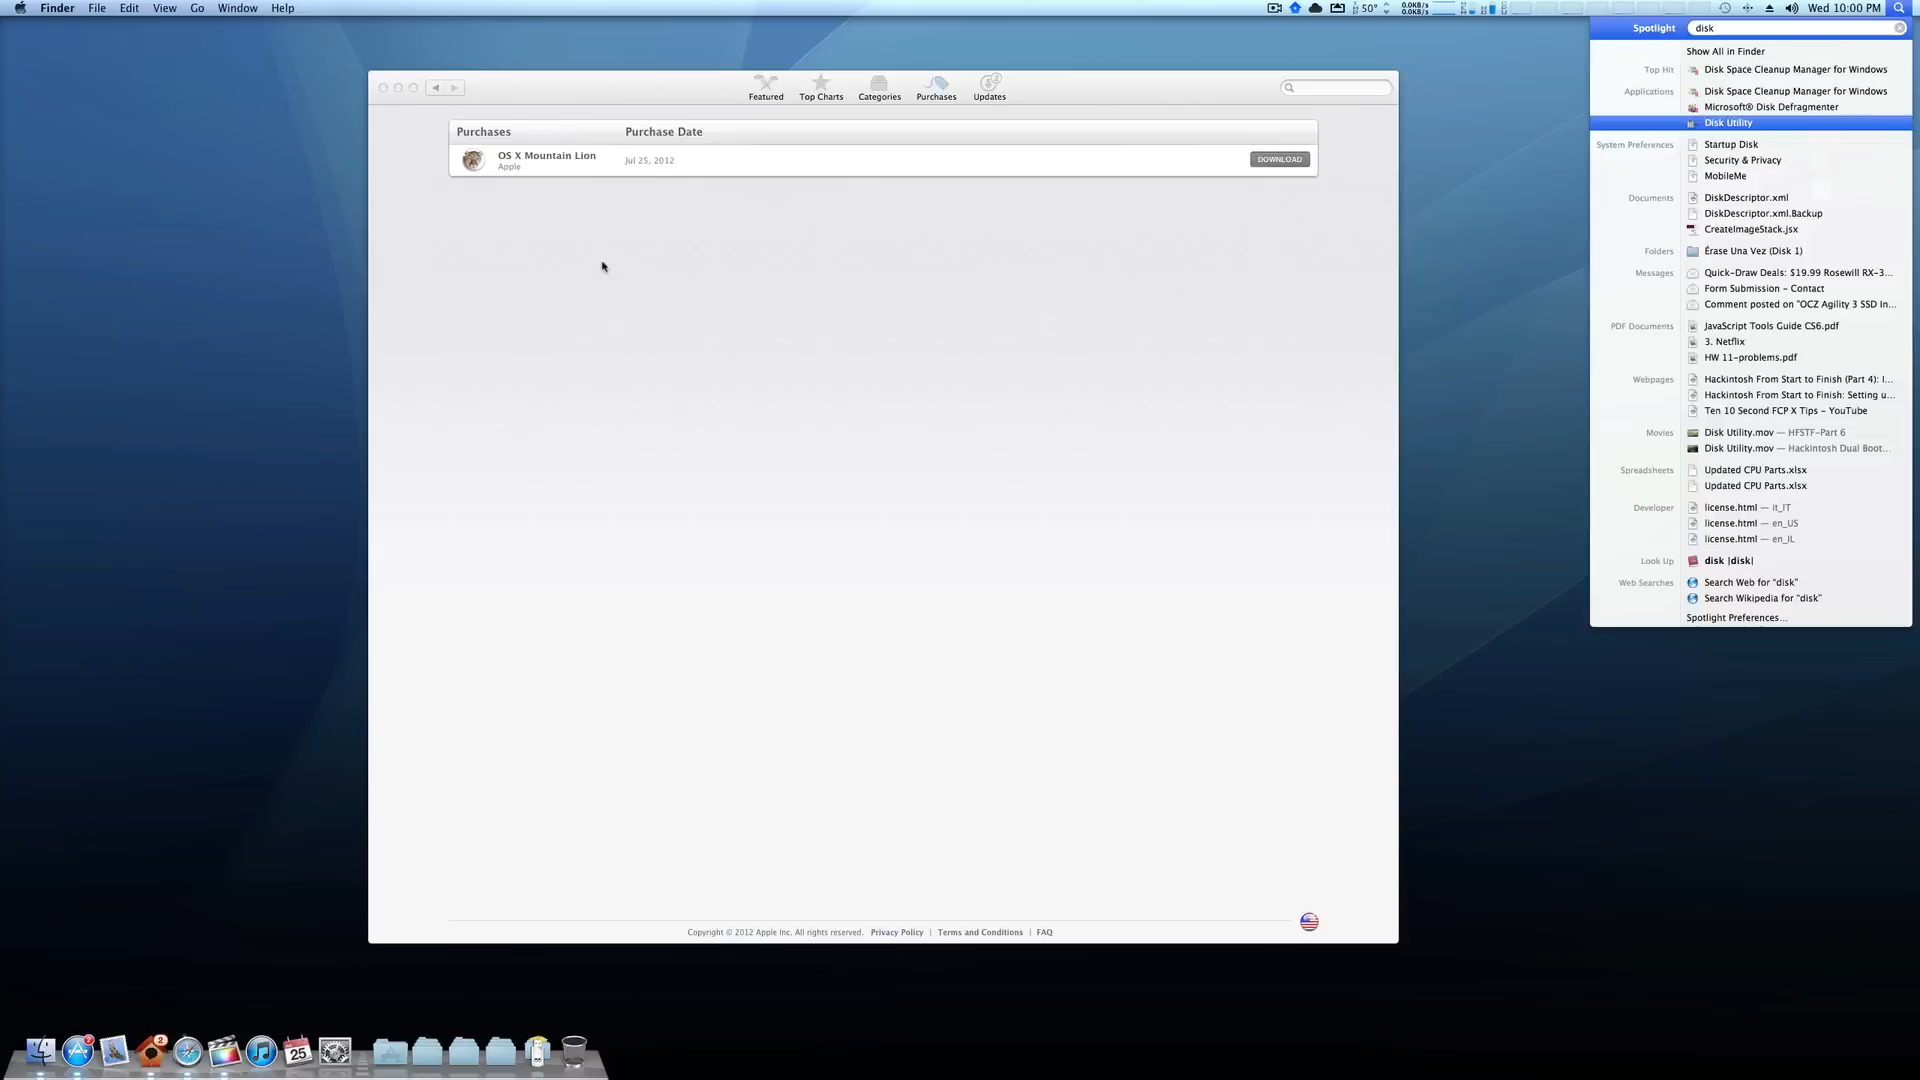 Finder File Edit View Go Window Help
50° 0.0KB/s 0.0KB/s Wed 10:00 PM
Spotlight disk
Show All in Finder
Top Hit Disk Space Cleanup Manager for Windows
Applications Disk Space Cleanup Manager for Windows
Microsoft® Disk Defragmenter
Disk Utility
System Preferences Startup Disk
Security & Privacy
MobileMe
Documents DiskDescriptor.xml
DiskDescriptor.xml.Backup
CreateImageStack.jsx
Folders Érase Una Vez (Disk 1)
Messages Quick-Draw Deals: $19.99 Rosewill RX-3...
Form Submission – Contact
Comment posted on "OCZ Agility 3 SSD In...
PDF Documents JavaScript Tools Guide CS6.pdf
3. Netflix
HW 11-problems.pdf
Webpages Hackintosh From Start to Finish (Part 4): I...
Hackintosh From Start to Finish: Setting u...
Ten 10 Second FCP X Tips – YouTube
Movies Disk Utility.mov — HFSTF-Part 6
Disk Utility.mov — Hackintosh Dual Boot...
Spreadsheets Updated CPU Parts.xlsx
Updated CPU Parts.xlsx
Developer license.html — it_IT
license.html — en_US
license.html — en_IL
Look Up disk |disk|
Web Searches Search Web for "disk"
Search Wikipedia for "disk"
Spotlight Preferences...
2
Featured Top Charts Categories Purchases Updates
Purchases Purchase Date
OS X Mountain Lion Jul 25, 2012 DOWNLOAD
Apple
Copyright © 2012 Apple Inc. All rights reserved. Privacy Policy | Terms and Conditions | FAQ
2 2 25